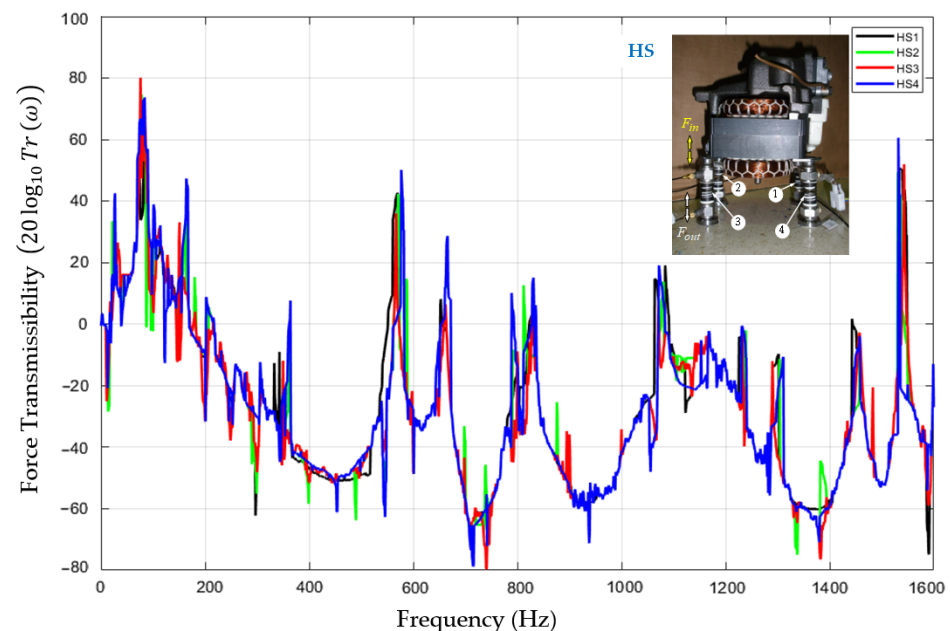 100
80
60
40
20
0
−20
−40
−60
−80
0
200
400
600
800
1000
1200
1400
1600
Force Transmissibility (20 log₁₀ Tr (ω))
Frequency (Hz)
HS
F_in
F_out
2
1
3
4
HS1
HS2
HS3
HS4